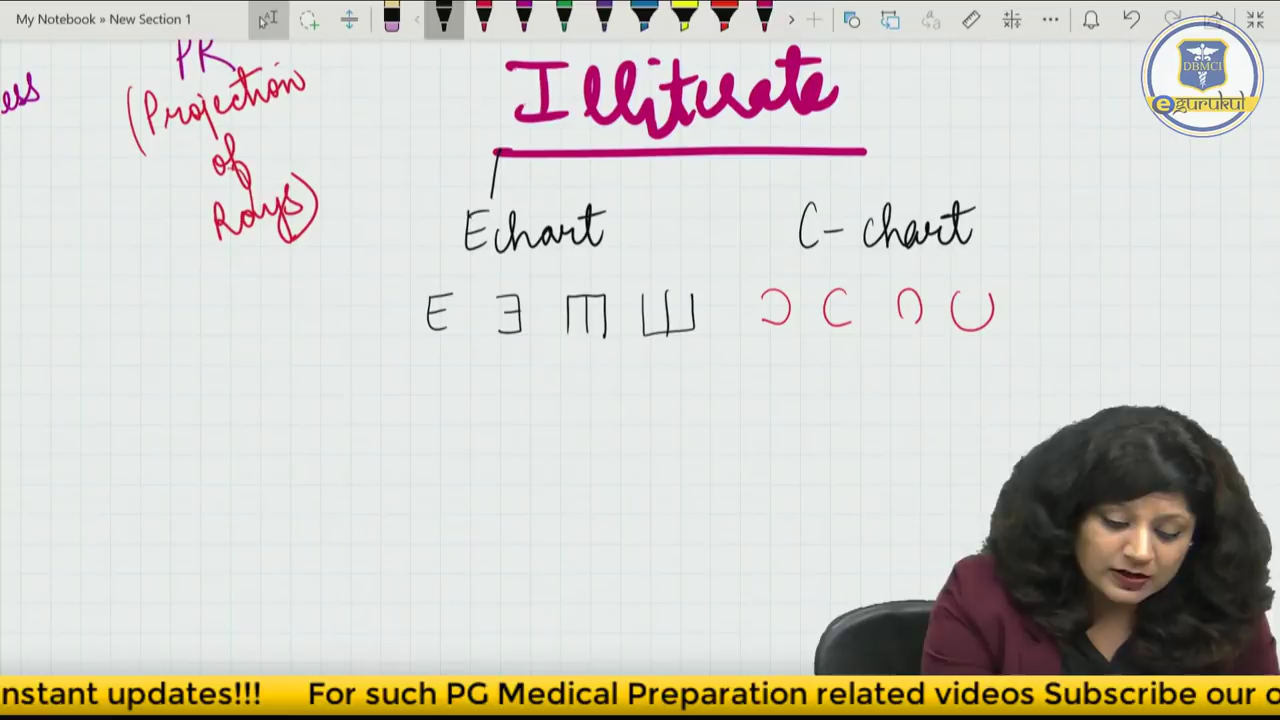 My Notebook » New Section 1
DBMCI
egurukul
ess
PR
(Projection
of
Rays)
Illiterate
E chart
C- chart
E Ǝ
C
nstant updates!!! For such PG Medical Preparation related videos Subscribe our o